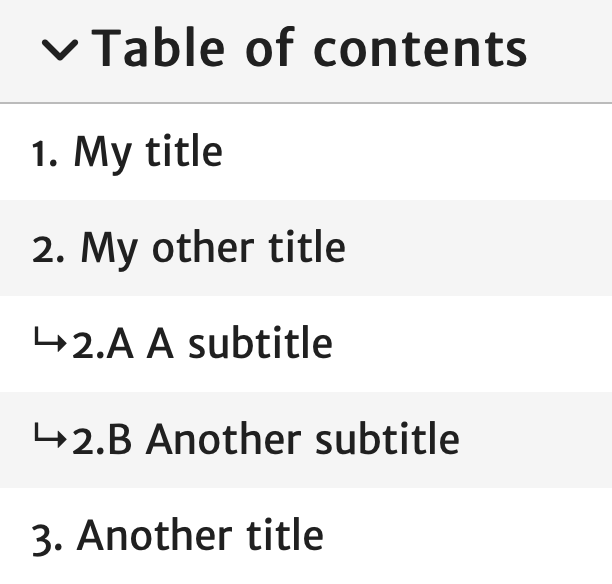 Table of contents
1. My title
2. My other title
↳2.A A subtitle
↳2.B Another subtitle
3. Another title